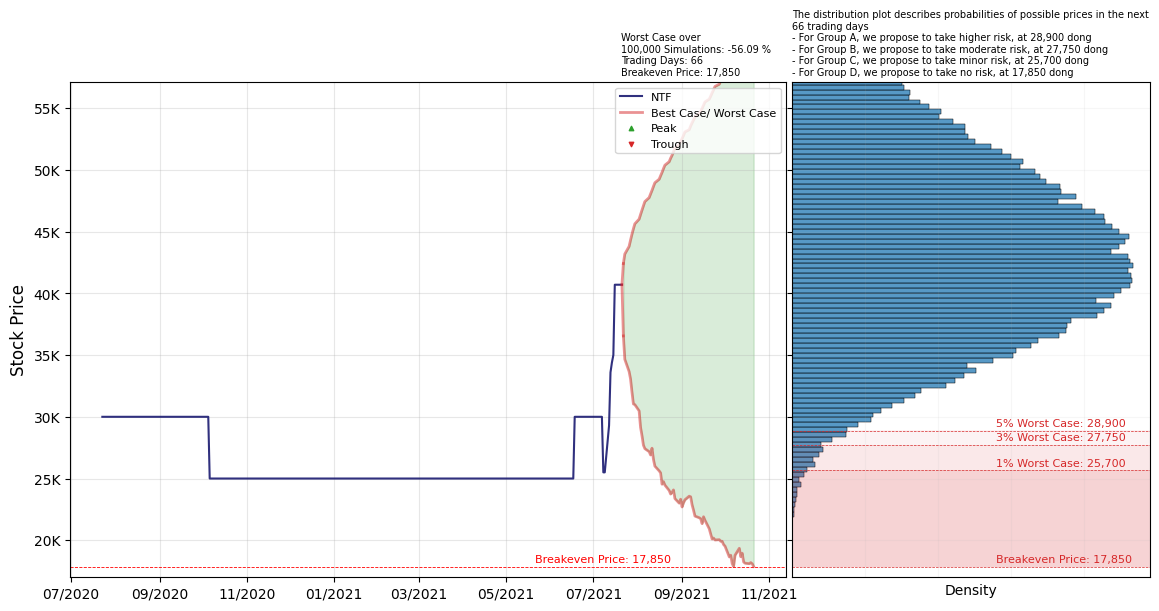 The distribution plot describes probabilities of possible prices in the next
66 trading days
- For Group A, we propose to take higher risk, at 28,900 dong
- For Group B, we propose to take moderate risk, at 27,750 dong
- For Group C, we propose to take minor risk, at 25,700 dong
- For Group D, we propose to take no risk, at 17,850 dong
Worst Case over
100,000 Simulations: -56.09 %
Trading Days: 66
Breakeven Price: 17,850
NTF
Best Case/ Worst Case
Peak
Trough
Stock Price
55K
50K
45K
40K
35K
30K
25K
20K
Breakeven Price: 17,850
07/2020
09/2020
11/2020
01/2021
03/2021
05/2021
07/2021
09/2021
11/2021
5% Worst Case: 28,900
3% Worst Case: 27,750
1% Worst Case: 25,700
Breakeven Price: 17,850
Density